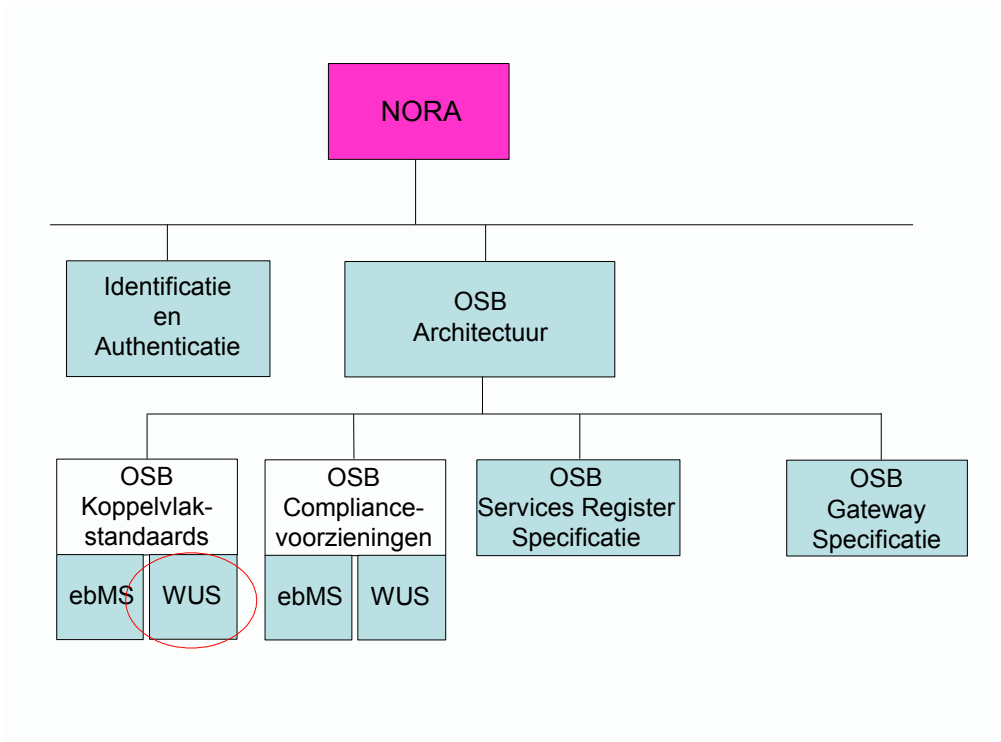 NORA
Identificatie
en
Authenticatie
OSB
Architectuur
OSB
Koppelvlak-
standaards
ebMS
WUS
OSB
Compliance-
voorzieningen
ebMS
WUS
OSB
Services Register
Specificatie
OSB
Gateway
Specificatie